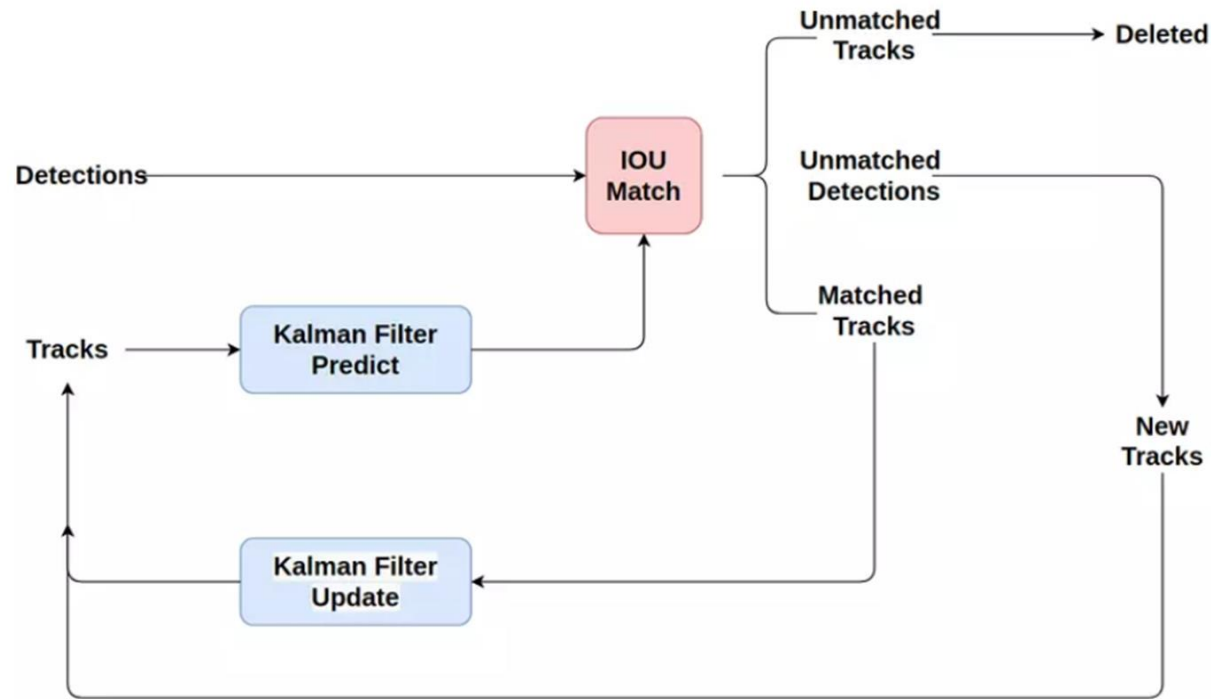 Unmatched
Tracks
Deleted
Detections
IOU
Match
Unmatched
Detections
Matched
Tracks
Tracks
Kalman Filter
Predict
New
Tracks
Kalman Filter
Update